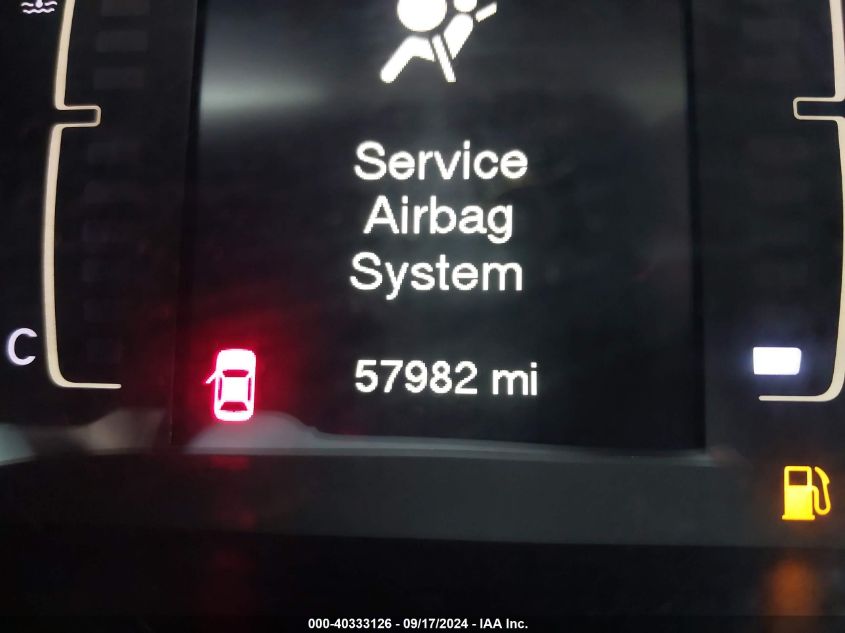 Service
Airbag
System
C
57982 mi
000-40333126 - 09/17/2024 - IAA Inc.